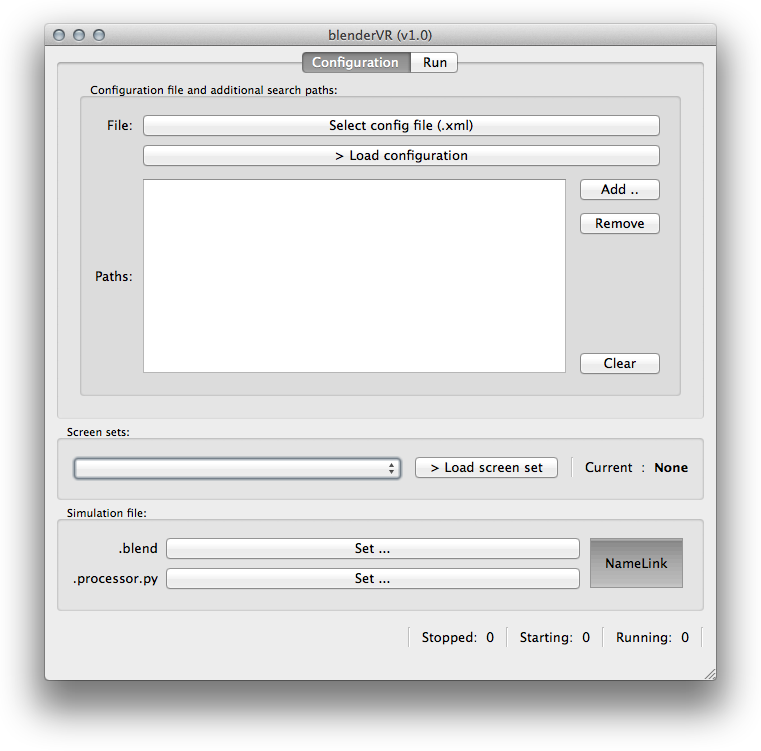 blenderVR (v1.0)
Configuration Run
Configuration file and additional search paths:
File: Select config file (.xml)
> Load configuration
Add ..
Remove
Paths:
Clear
Screen sets:
> Load screen set Current : None
Simulation file:
.blend Set ...
NameLink
.processor.py Set ...
Stopped: 0 Starting: 0 Running: 0